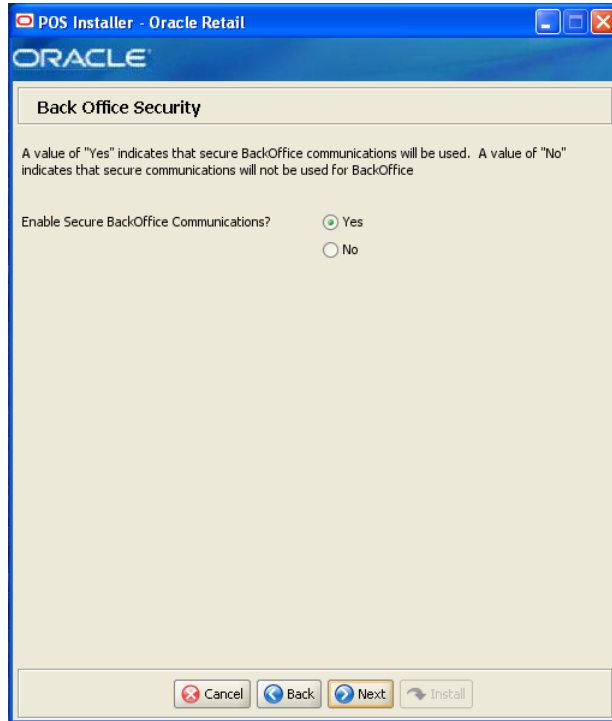 POS Installer - Oracle Retail
ORACLE
Back Office Security
A value of "Yes" indicates that secure BackOffice communications will be used. A value of "No"
indicates that secure communications will not be used for BackOffice
Enable Secure BackOffice Communications?
Yes
No
Cancel
Back
Next
Install